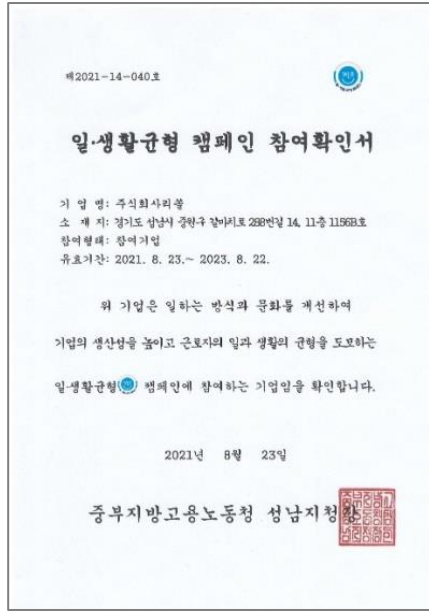 제2021-14-040호
일·생활균형 캠페인 참여확인서
기 업 명: 주식회사리쏠
소 재 지: 경기도 성남시 중원구 갈마치로 288번길 14, 11층 1156B호
참여형태: 참여기업
유효기간: 2021. 8. 23.~ 2023. 8. 22.
위 기업은 일하는 방식과 문화를 개선하여
기업의 생산성을 높이고 근로자의 일과 생활의 균형을 도모하는
일·생활균형 캠페인에 참여하는 기업임을 확인합니다.
2021년 8월 23일
중부지방고용노동청 성남지청장